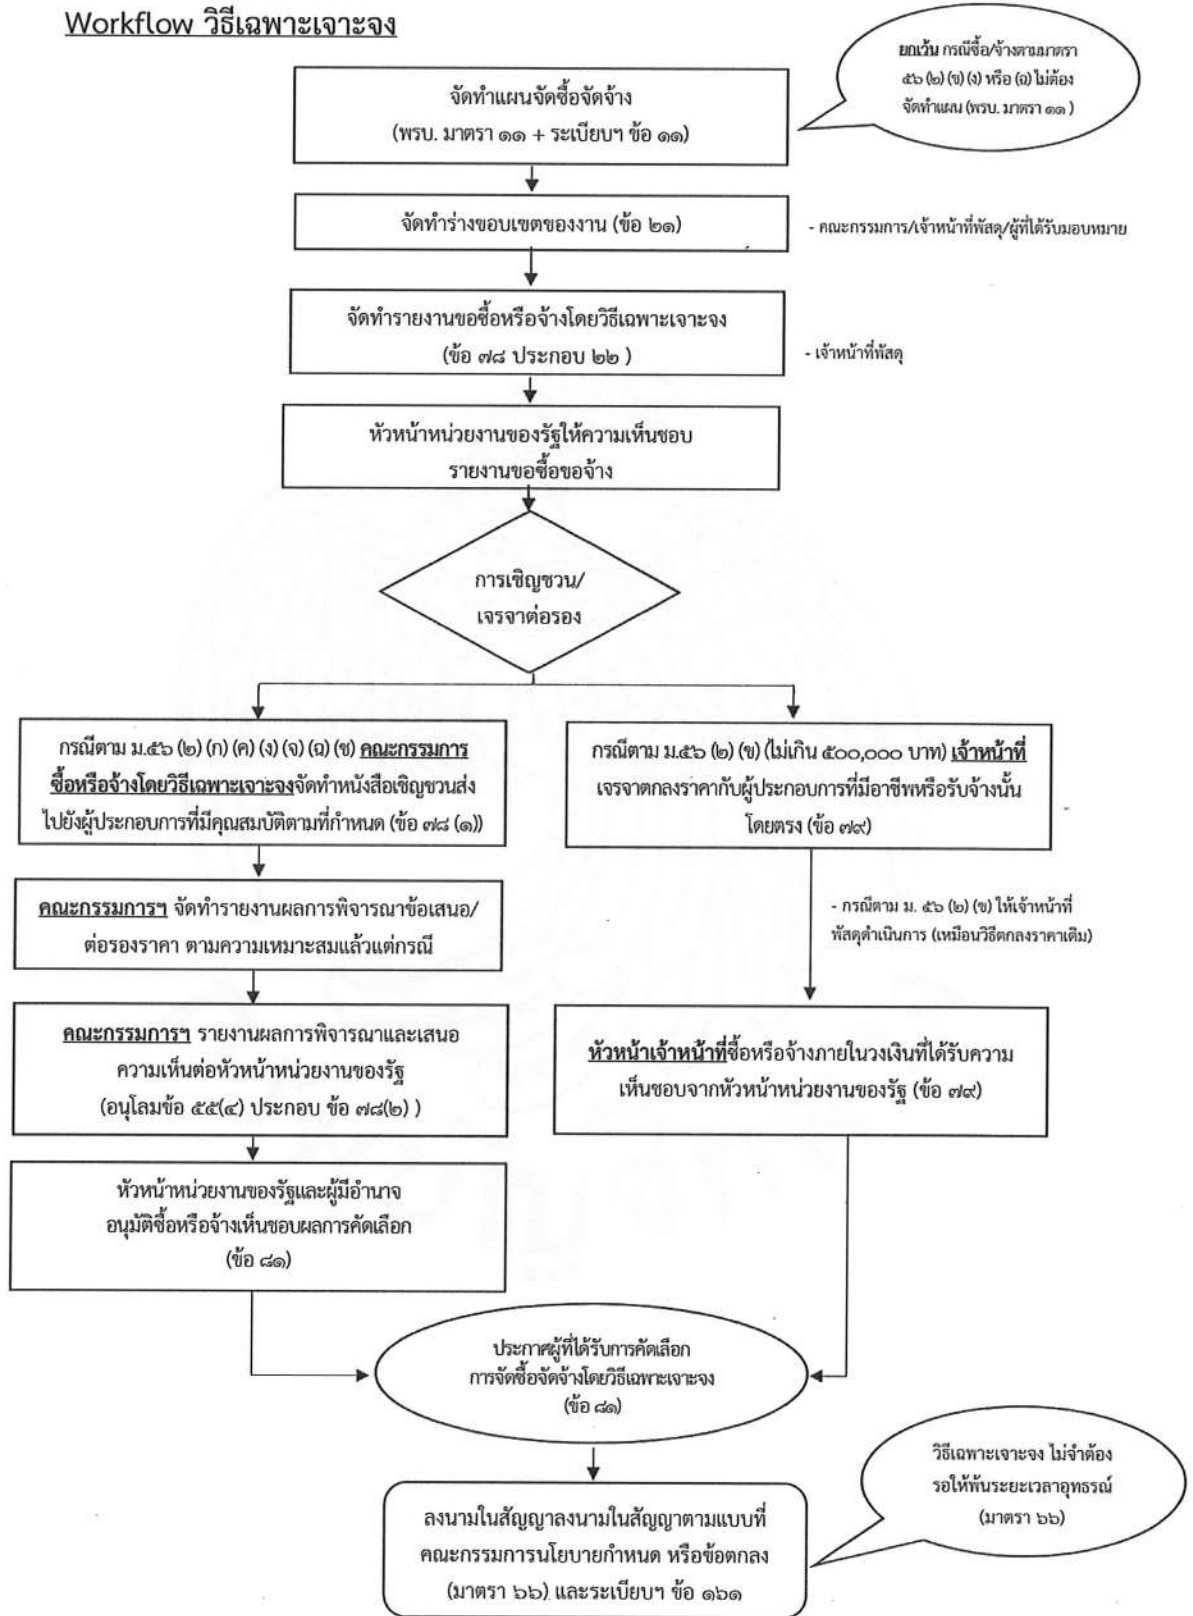 Workflow วิธีเฉพาะเจาะจง
ยกเว้น กรณีซื้อ/จ้างตามมาตรา
๕๖ (๒) (ข) (ง) หรือ (ฉ) ไม่ต้อง
จัดทำแผน (พรบ. มาตรา ๑๑ )
จัดทำแผนจัดซื้อจัดจ้าง
(พรบ. มาตรา ๑๑ + ระเบียบฯ ข้อ ๑๑)
จัดทำร่างขอบเขตของงาน (ข้อ ๒๑)
- คณะกรรมการ/เจ้าหน้าที่พัสดุ/ผู้ที่ได้รับมอบหมาย
จัดทำรายงานขอซื้อหรือจ้างโดยวิธีเฉพาะเจาะจง
(ข้อ ๗๘ ประกอบ ๒๒ )
- เจ้าหน้าที่พัสดุ
หัวหน้าหน่วยงานของรัฐให้ความเห็นชอบ
รายงานขอซื้อขอจ้าง
การเชิญชวน/
เจรจาต่อรอง
กรณีตาม ม.๕๖ (๒) (ก) (ค) (ง) (จ) (ฉ) (ช) คณะกรรมการ
ซื้อหรือจ้างโดยวิธีเฉพาะเจาะจงจัดทำหนังสือเชิญชวนส่ง
ไปยังผู้ประกอบการที่มีคุณสมบัติตามที่กำหนด (ข้อ ๗๘ (๑))
กรณีตาม ม.๕๖ (๒) (ข) (ไม่เกิน ๕๐๐,๐๐๐ บาท) เจ้าหน้าที่
เจรจาตกลงราคากับผู้ประกอบการที่มีอาชีพหรือรับจ้างนั้น
โดยตรง (ข้อ ๗๙)
คณะกรรมการฯ จัดทำรายงานผลการพิจารณาข้อเสนอ/
ต่อรองราคา ตามความเหมาะสมแล้วแต่กรณี
- กรณีตาม ม. ๕๖ (๒) (ข) ให้เจ้าหน้าที่
พัสดุดำเนินการ (เหมือนวิธีตกลงราคาเดิม)
คณะกรรมการฯ รายงานผลการพิจารณาและเสนอ
ความเห็นต่อหัวหน้าหน่วยงานของรัฐ
(อนุโลมข้อ ๕๕(๔) ประกอบ ข้อ ๗๘(๒) )
หัวหน้าเจ้าหน้าที่ซื้อหรือจ้างภายในวงเงินที่ได้รับความ
เห็นชอบจากหัวหน้าหน่วยงานของรัฐ (ข้อ ๗๙)
หัวหน้าหน่วยงานของรัฐและผู้มีอำนาจ
อนุมัติซื้อหรือจ้างเห็นชอบผลการคัดเลือก
(ข้อ ๘๑)
ประกาศผู้ที่ได้รับการคัดเลือก
การจัดซื้อจัดจ้างโดยวิธีเฉพาะเจาะจง
(ข้อ ๘๑)
วิธีเฉพาะเจาะจง ไม่จำต้อง
รอให้พ้นระยะเวลาอุทธรณ์
(มาตรา ๖๖)
ลงนามในสัญญาลงนามในสัญญาตามแบบที่
คณะกรรมการนโยบายกำหนด หรือข้อตกลง
(มาตรา ๖๖) และระเบียบฯ ข้อ ๑๖๑